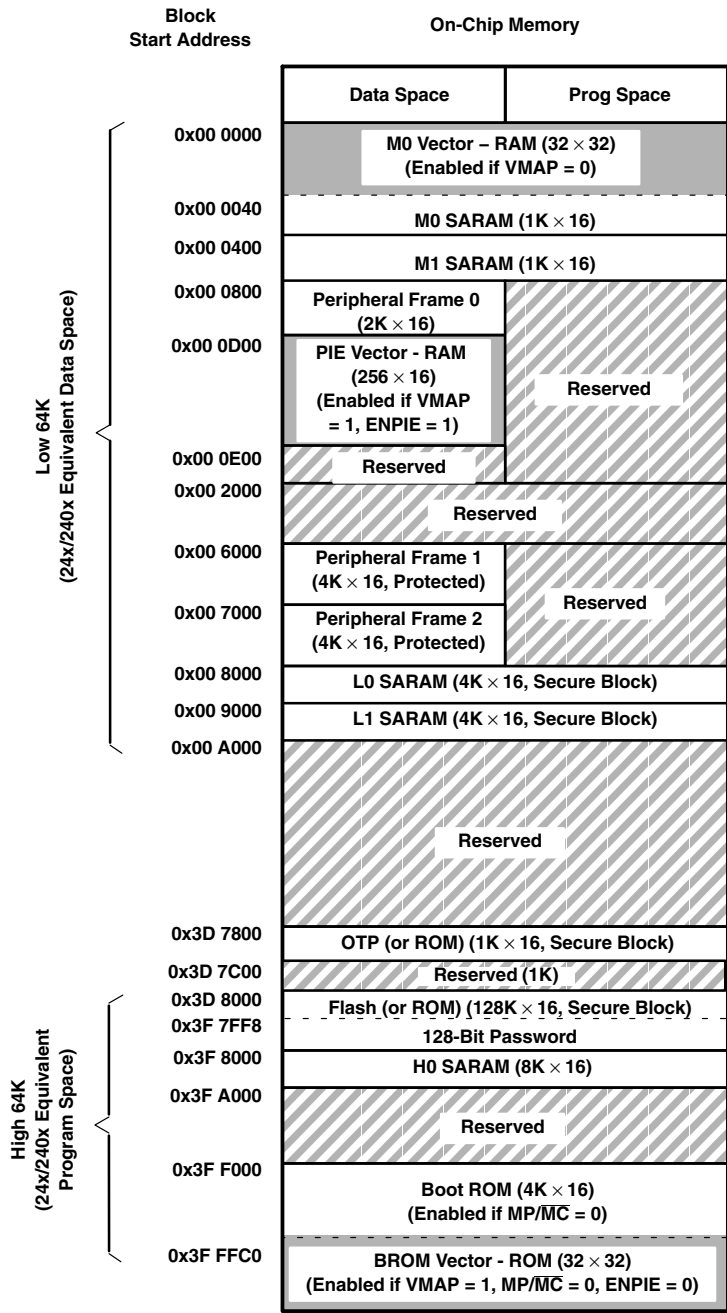 Block
Start Address
On-Chip Memory
Data Space
Prog Space
Low 64K
(24x/240x Equivalent Data Space)
0x00 0000
M0 Vector – RAM (32 × 32)
(Enabled if VMAP = 0)
0x00 0040
M0 SARAM (1K × 16)
0x00 0400
M1 SARAM (1K × 16)
0x00 0800
Peripheral Frame 0
(2K × 16)
0x00 0D00
PIE Vector - RAM
(256 × 16)
(Enabled if VMAP
= 1, ENPIE = 1)
Reserved
0x00 0E00
Reserved
0x00 2000
Reserved
0x00 6000
Peripheral Frame 1
(4K × 16, Protected)
Reserved
0x00 7000
Peripheral Frame 2
(4K × 16, Protected)
0x00 8000
L0 SARAM (4K × 16, Secure Block)
0x00 9000
L1 SARAM (4K × 16, Secure Block)
0x00 A000
Reserved
0x3D 7800
OTP (or ROM) (1K × 16, Secure Block)
0x3D 7C00
Reserved (1K)
High 64K
(24x/240x Equivalent
Program Space)
0x3D 8000
Flash (or ROM) (128K × 16, Secure Block)
0x3F 7FF8
128-Bit Password
0x3F 8000
H0 SARAM (8K × 16)
0x3F A000
Reserved
0x3F F000
Boot ROM (4K × 16)
(Enabled if MP/M̅C̅ = 0)
0x3F FFC0
BROM Vector - ROM (32 × 32)
(Enabled if VMAP = 1, MP/M̅C̅ = 0, ENPIE = 0)